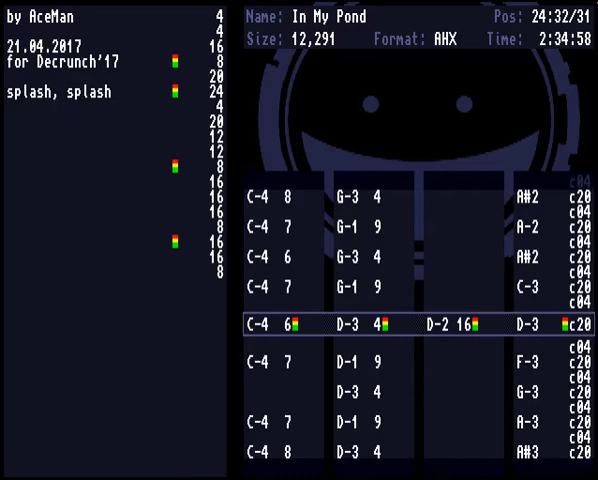 by AceMan 4
4
21.04.2017 16
for Decrunch'17 8
20
splash, splash 24
4
20
12
12
8
16
16
16
8
16
16
8
Name: In My Pond Pos: 24:32/31
Size: 12,291 Format: AHX Time: 2:34:58
c04
C-4 8 G-3 4 A#2 c20
c04
C-4 7 G-1 9 A-2 c20
c04
C-4 6 G-3 4 A#2 c20
c04
C-4 7 G-1 9 C-3 c20
c04
C-4 6 D-3 4 D-2 16 D-3 c20
c04
C-4 7 D-1 9 F-3 c20
c04
D-3 4 G-3 c20
c04
C-4 7 D-1 9 A-3 c20
c04
C-4 8 D-3 4 A#3 c20